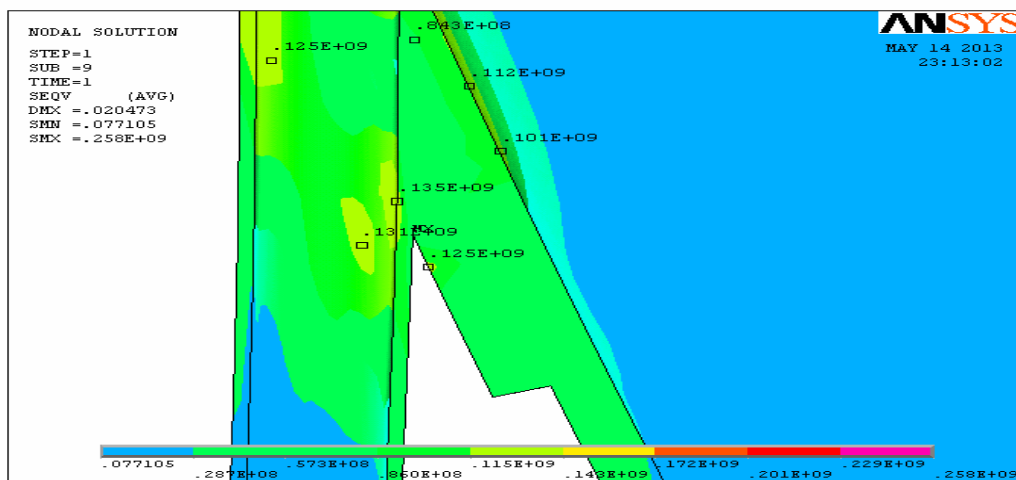 NODAL SOLUTION
STEP=1
SUB =9
TIME=1
SEQV (AVG)
DMX =.020473
SMN =.077105
SMX =.258E+09
ANSYS
MAY 14 2013
23:13:02
.843E+08
.125E+09
.112E+09
.101E+09
.135E+09
MX
.131E+09
.125E+09
.077105
.287E+08
.573E+08
.860E+08
.115E+09
.143E+09
.172E+09
.201E+09
.229E+09
.258E+09